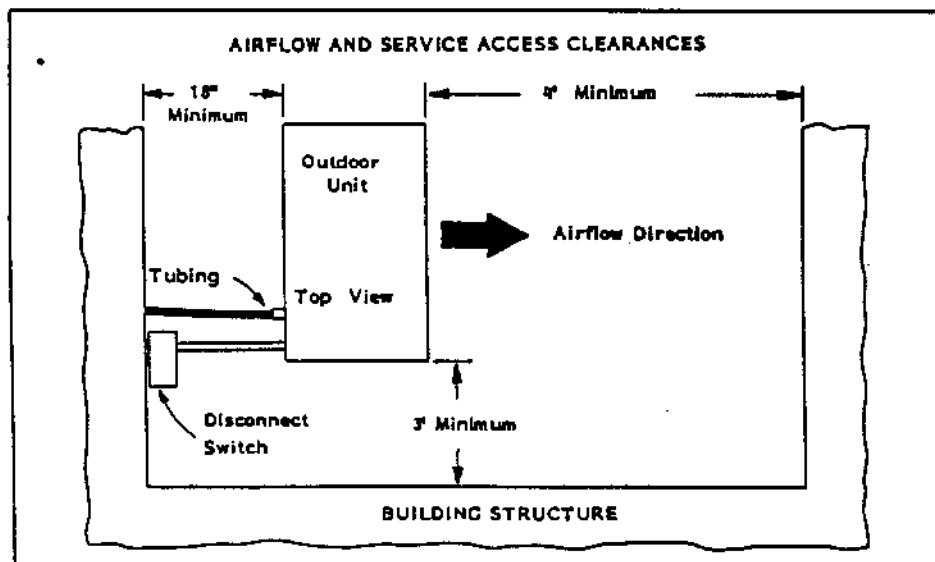 AIRFLOW AND SERVICE ACCESS CLEARANCES
18" Minimum
4' Minimum
Outdoor Unit
Airflow Direction
Tubing
Top View
Disconnect Switch
3' Minimum
BUILDING STRUCTURE